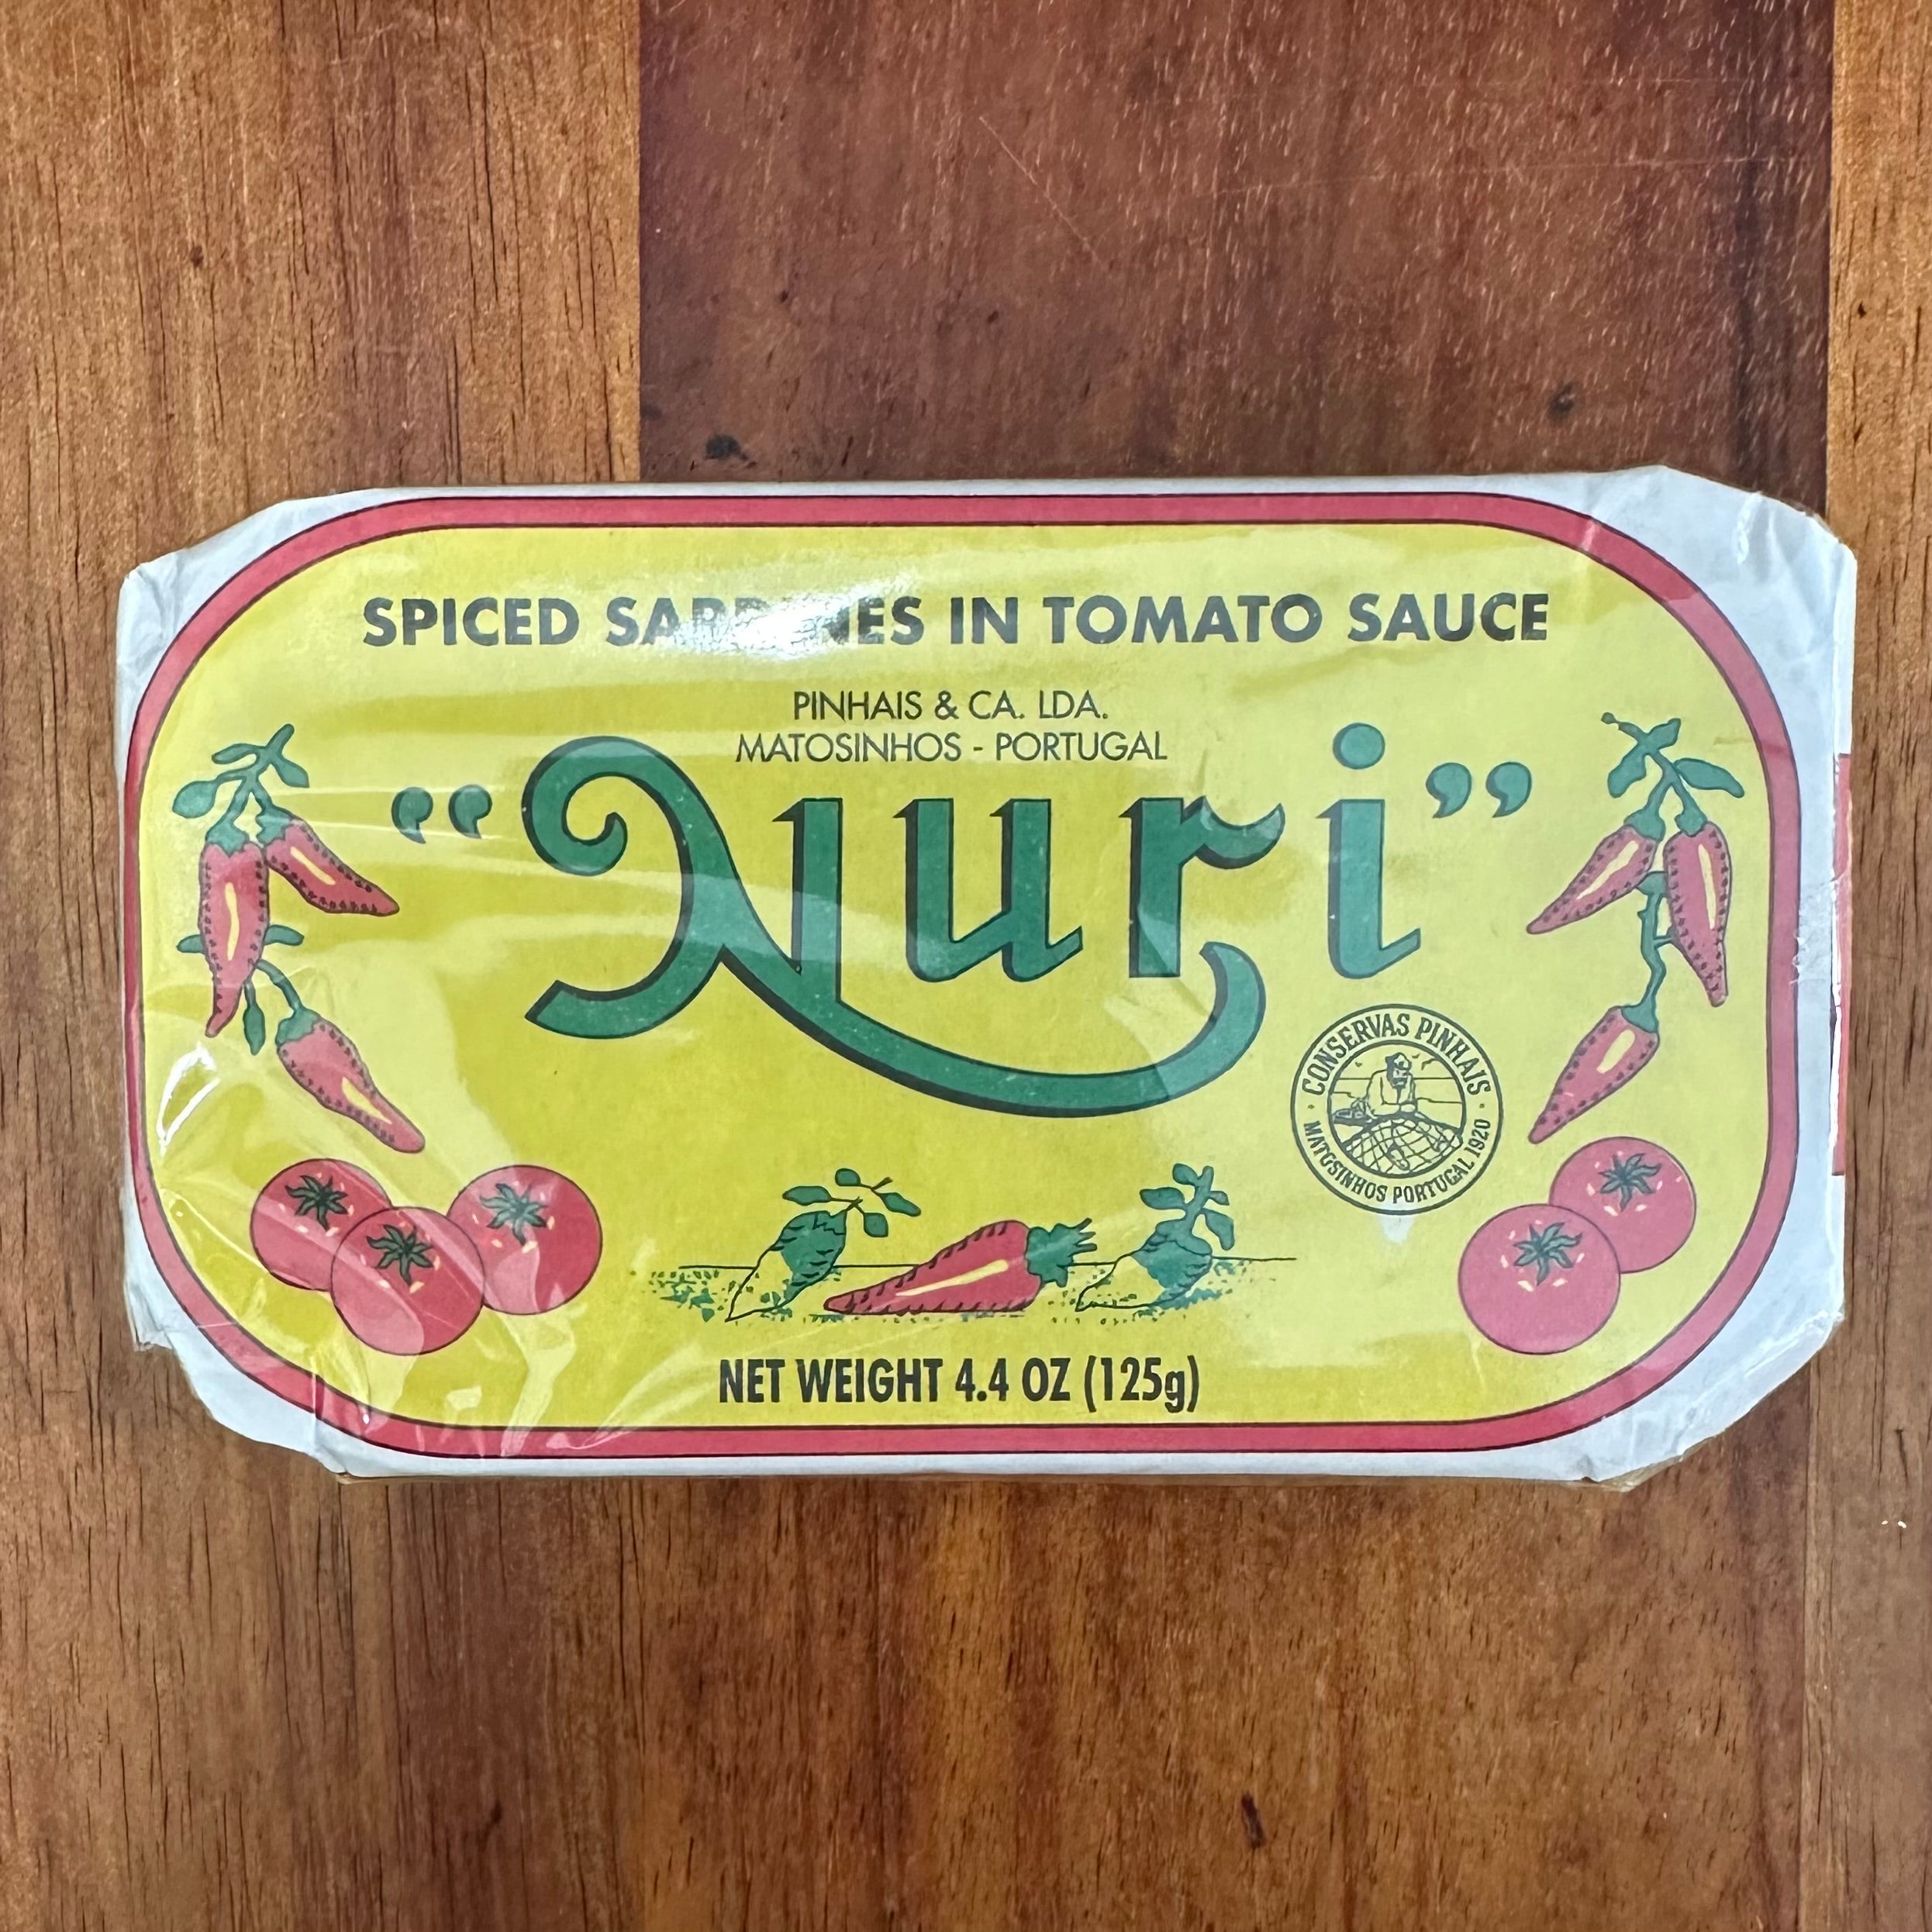 SPICED SARDINES IN TOMATO SAUCE
PINHAIS & CA. LDA.
MATOSINHOS - PORTUGAL
“Nuri”
CONSERVAS PINHAIS
MATOSINHOS PORTUGAL 1920
NET WEIGHT 4.4 OZ (125g)